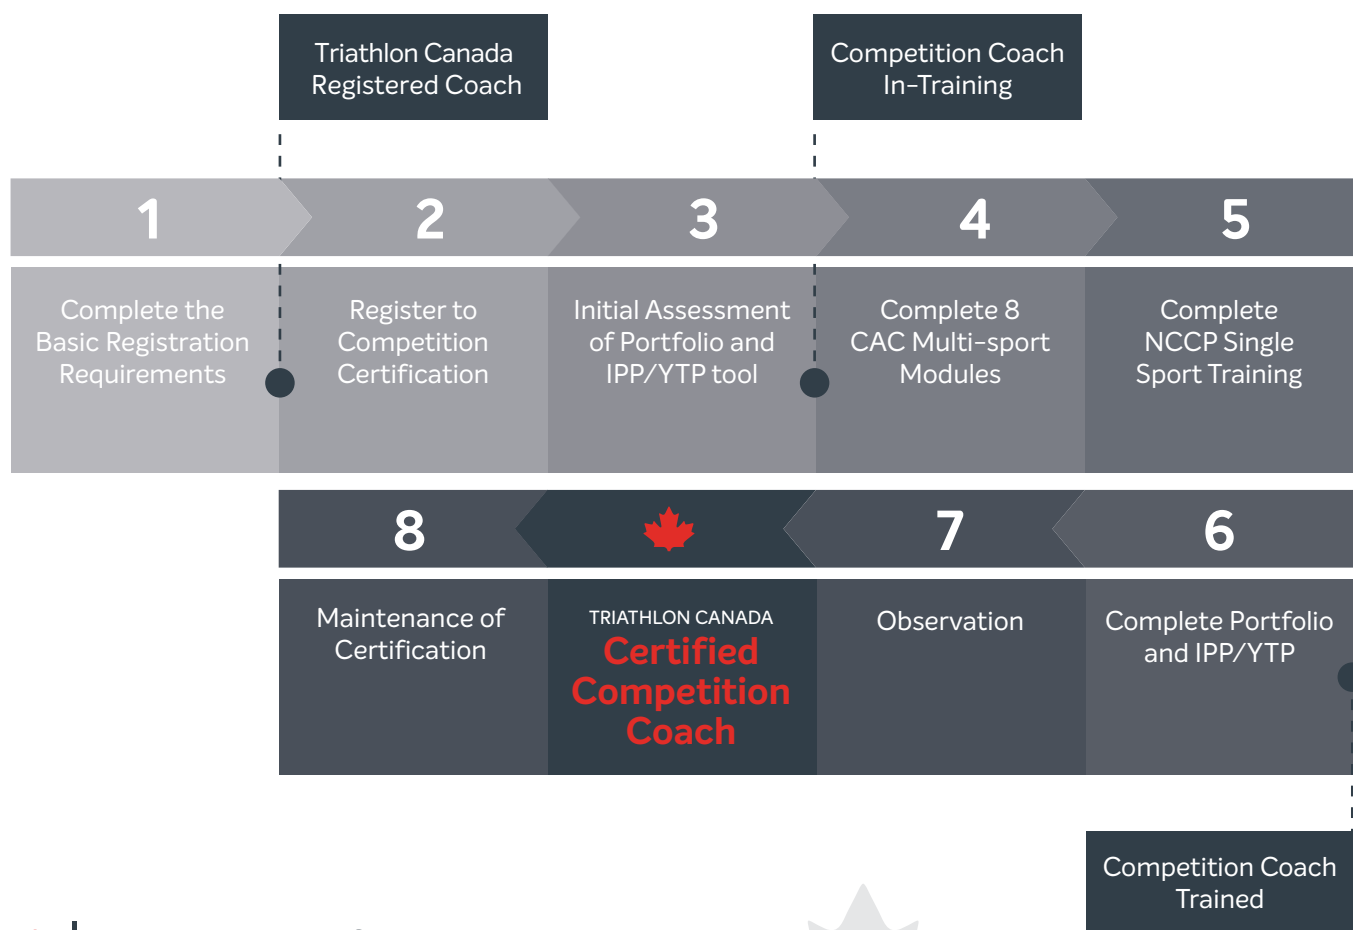 Triathlon Canada
Registered Coach
Competition Coach
In-Training
1
2
3
4
5
Complete the
Basic Registration
Requirements
Register to
Competition
Certification
Initial Assessment
of Portfolio and
IPP/YTP tool
Complete 8
CAC Multi-sport
Modules
Complete
NCCP Single
Sport Training
8
7
6
Maintenance of
Certification
TRIATHLON CANADA
Certified
Competition
Coach
Observation
Complete Portfolio
and IPP/YTP
Competition Coach
Trained